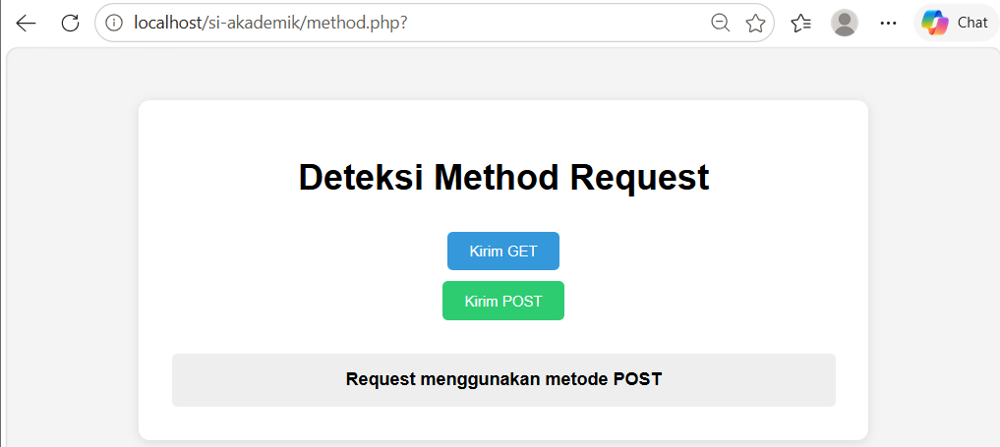 localhost/si-akademik/method.php?
Chat
Deteksi Method Request
Kirim GET
Kirim POST
Request menggunakan metode POST